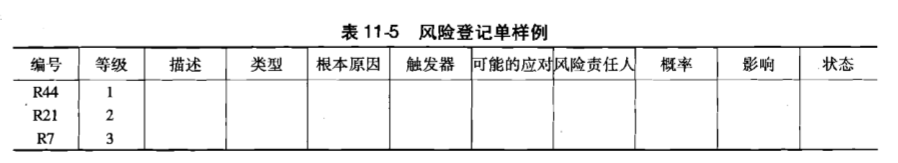 表 11-5 风险登记单样例
编号 等级 描述 类型 根本原因 触发器 可能的应对 风险责任人 概率 影响 状态
R44 1
R21 2
R7 3